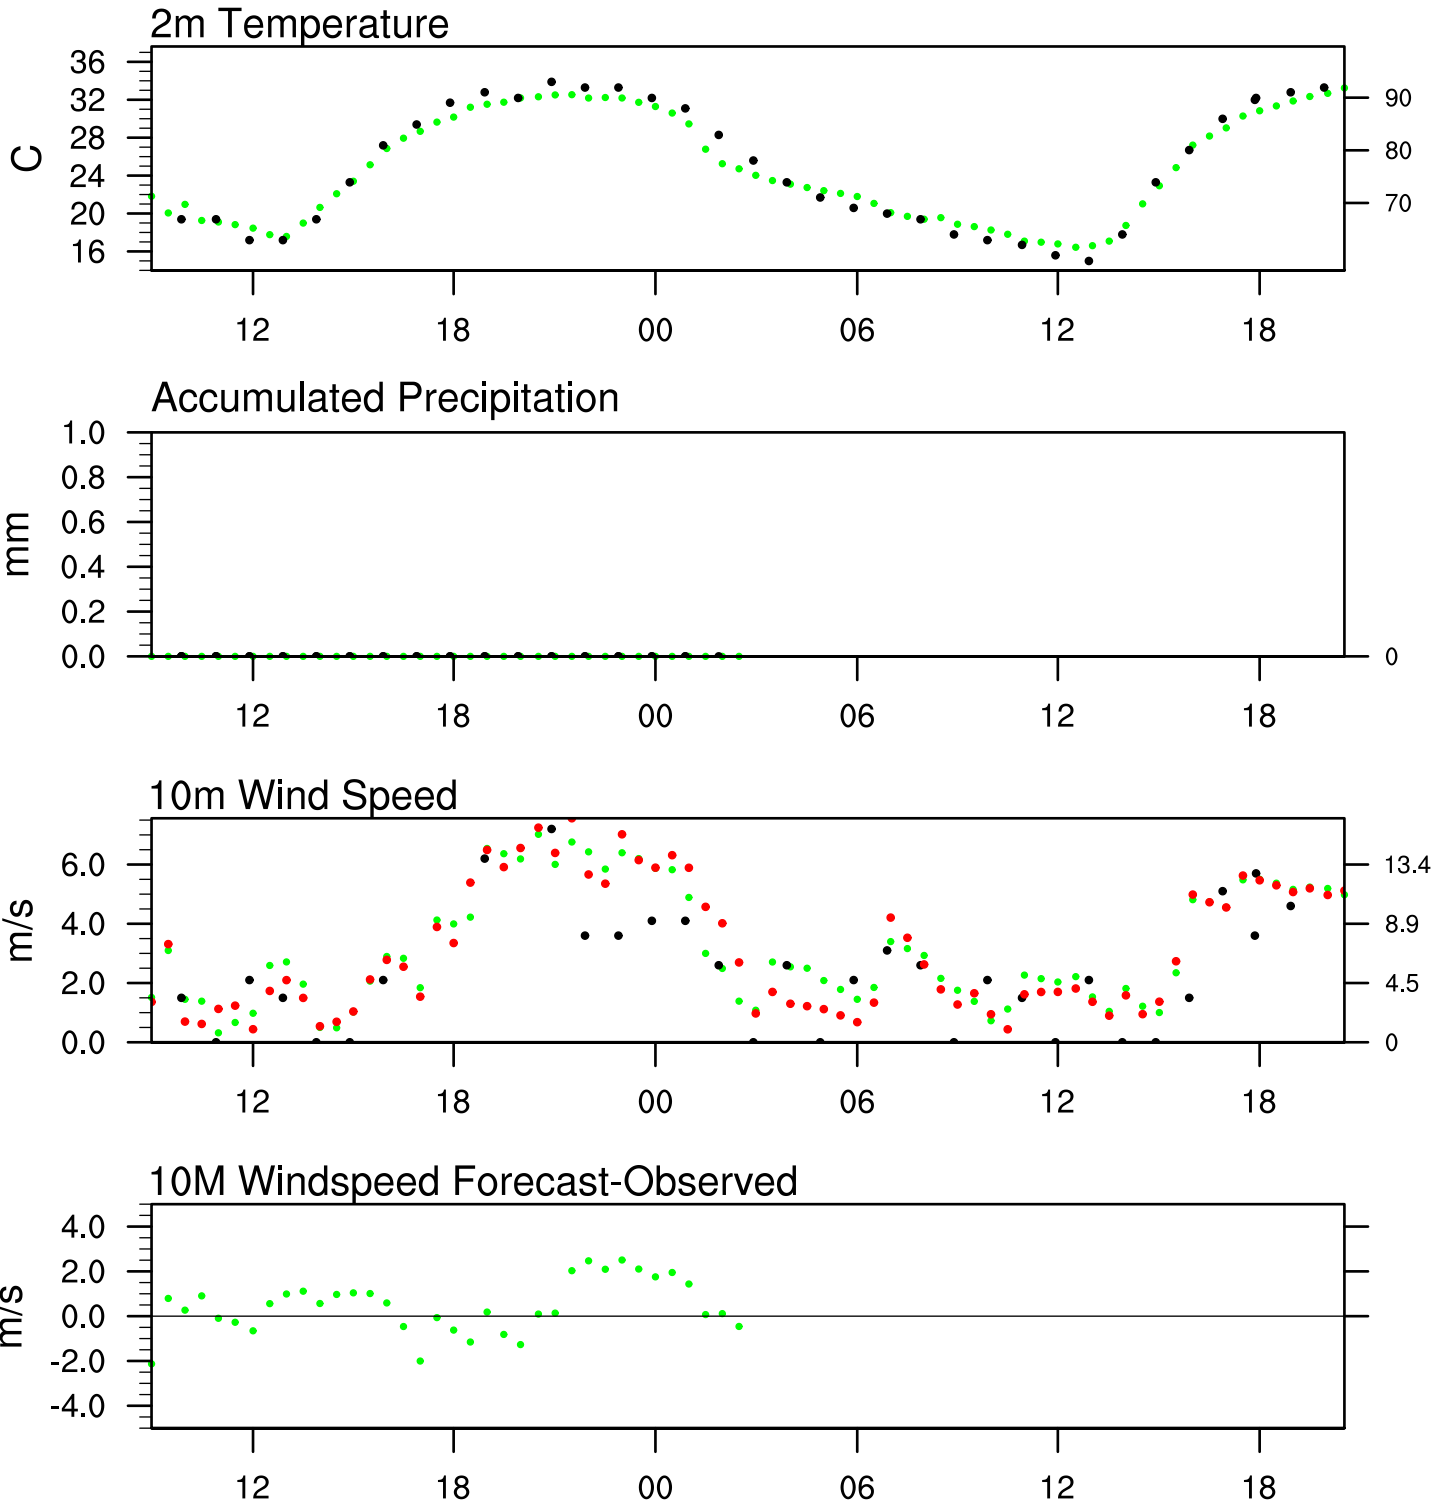 2m Temperature
36
32
28
24
20
16
C
90
80
70
12 18 00 06 12 18
Accumulated Precipitation
1.0
0.8
0.6
0.4
0.2
0.0
mm
0
12 18 00 06 12 18
10m Wind Speed
6.0
4.0
2.0
0.0
m/s
13.4
8.9
4.5
0
12 18 00 06 12 18
10M Windspeed Forecast-Observed
4.0
2.0
0.0
-2.0
-4.0
m/s
12 18 00 06 12 18